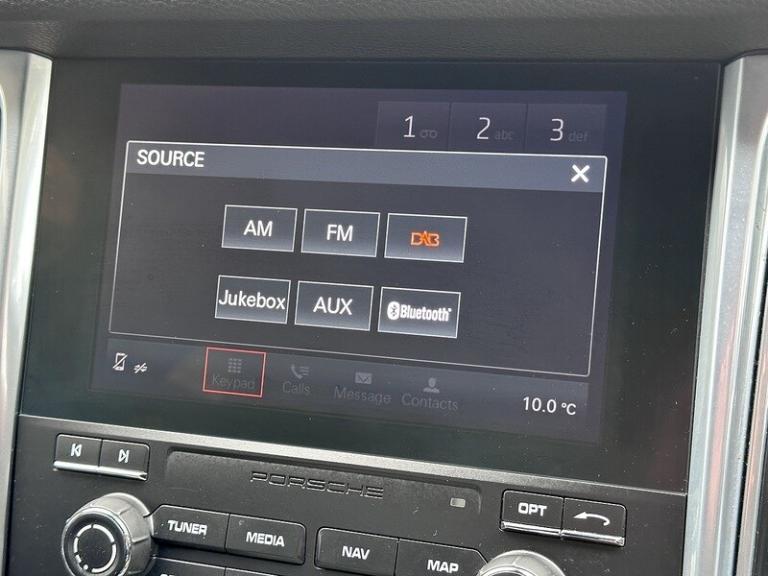 1 2 abc 3 def
SOURCE
AM FM DAB
Jukebox AUX Bluetooth
Keypad Calls Message Contacts 10.0 °C
PORSCHE
TUNER MEDIA NAV MAP OPT